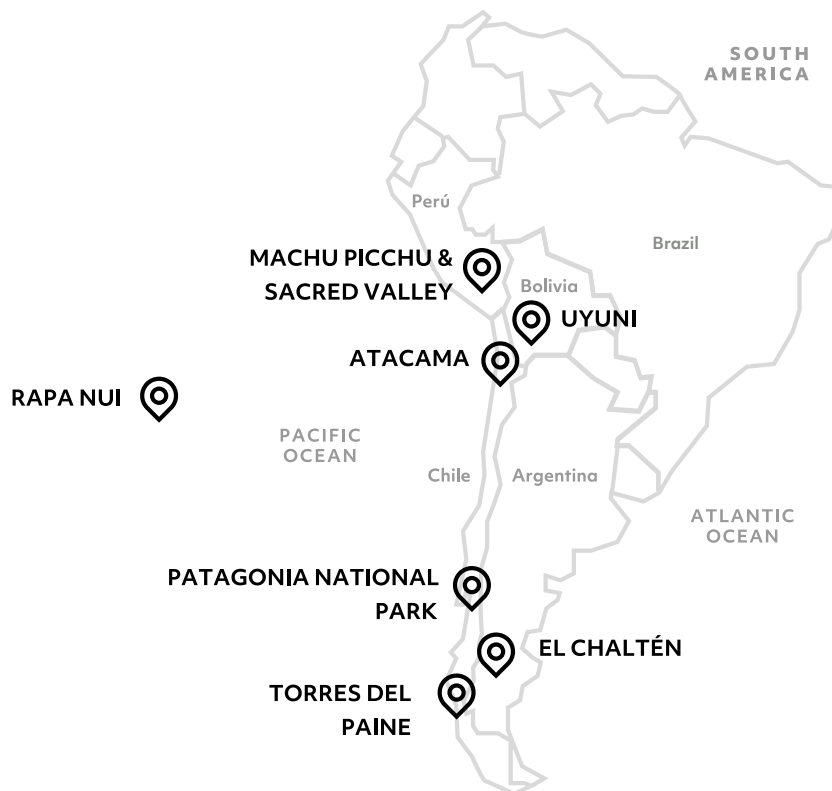 SOUTH
AMERICA
Perú
Brazil
MACHU PICCHU &
SACRED VALLEY
Bolivia
UYUNI
ATACAMA
RAPA NUI
PACIFIC
OCEAN
Chile
Argentina
ATLANTIC
OCEAN
PATAGONIA NATIONAL
PARK
EL CHALTÉN
TORRES DEL
PAINE